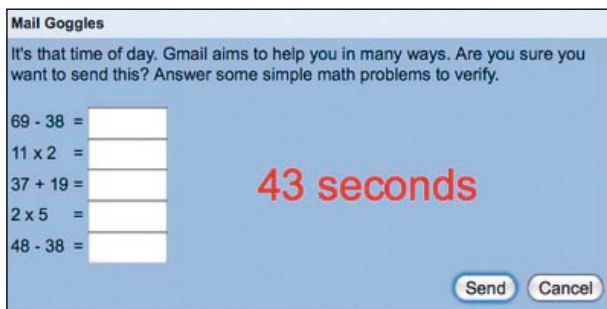 Mail Goggles
It's that time of day. Gmail aims to help you in many ways. Are you sure you
want to send this? Answer some simple math problems to verify.
69 - 38 =
11 x 2 =
37 + 19 =
43 seconds
2 x 5 =
48 - 38 =
Send Cancel